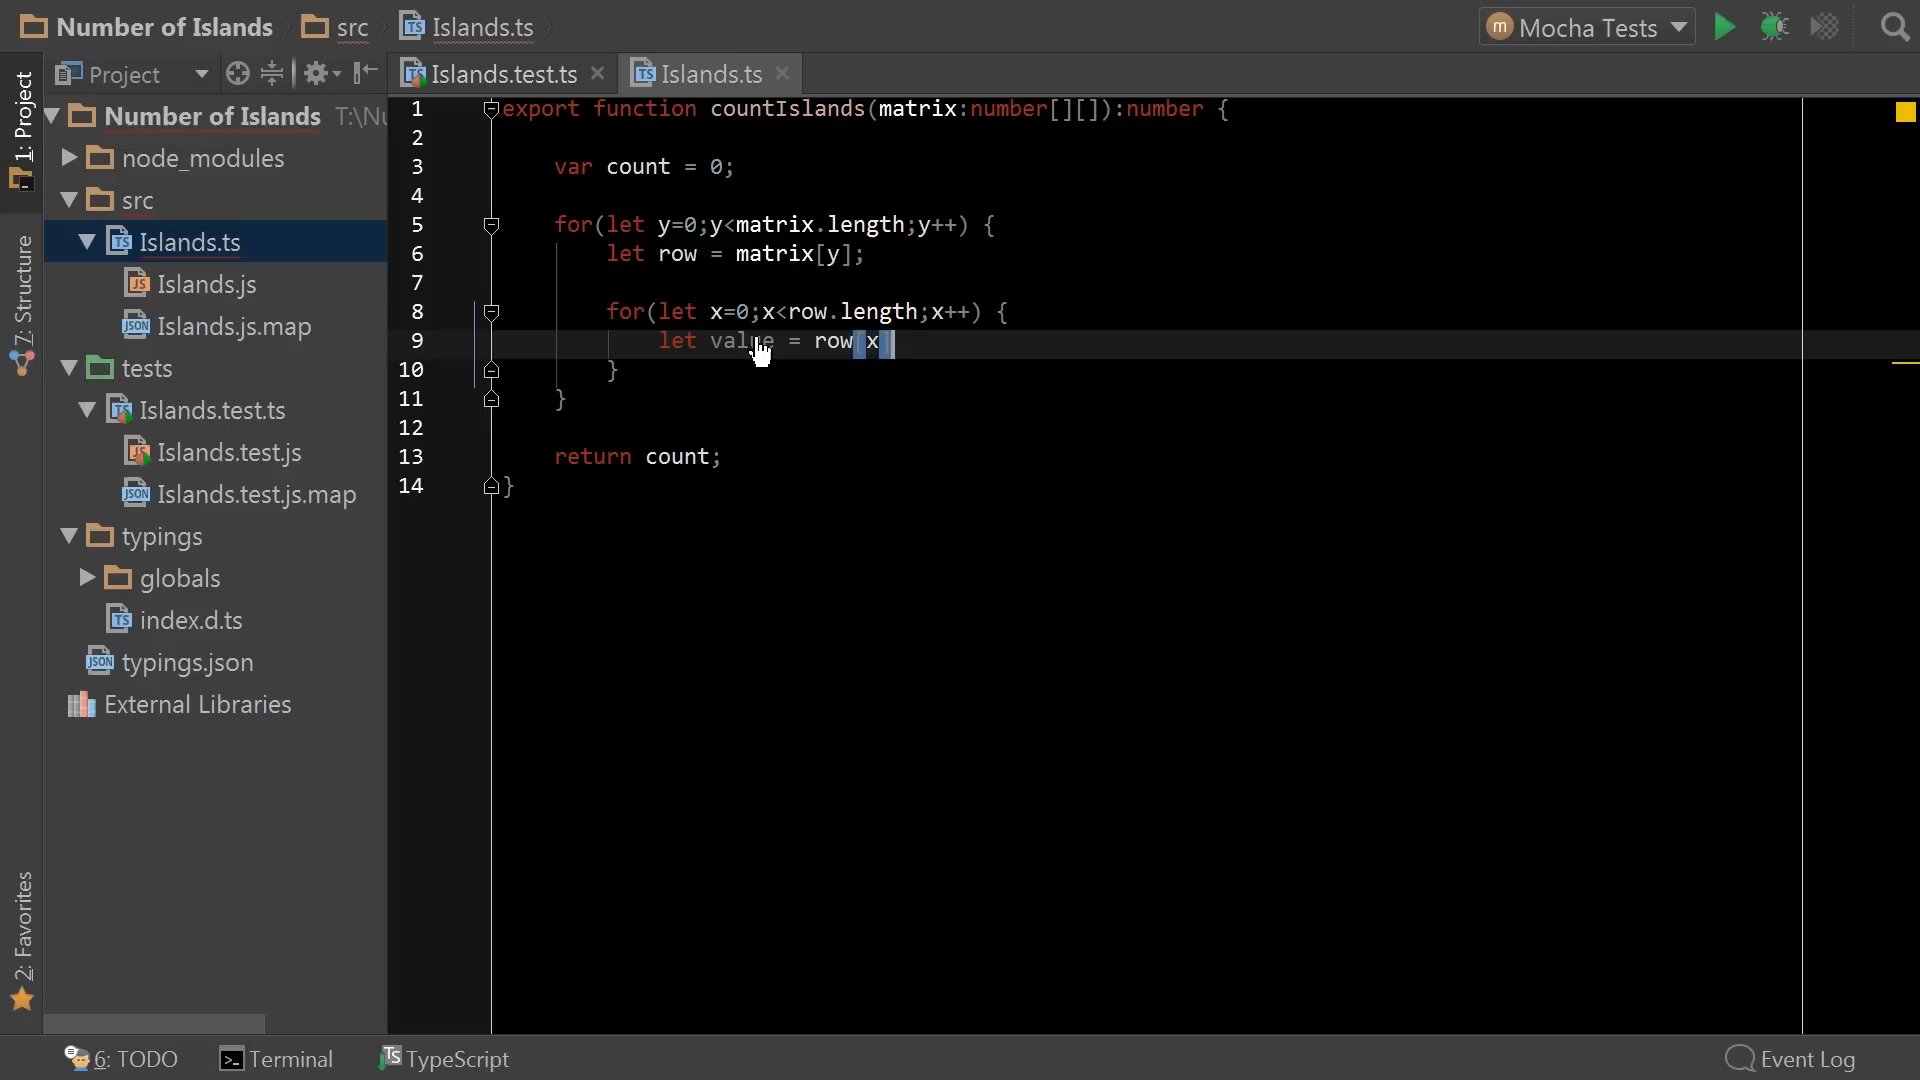 Number of Islands src Islands.ts
Mocha Tests
1: Project
7: Structure
2: Favorites
Project
Number of Islands T:\Nu
node_modules
src
Islands.ts
Islands.js
Islands.js.map
tests
Islands.test.ts
Islands.test.js
Islands.test.js.map
typings
globals
index.d.ts
typings.json
External Libraries
Islands.test.ts Islands.ts
1 export function countIslands(matrix:number[][]):number {
2
3 var count = 0;
4
5 for(let y=0;y<matrix.length;y++) {
6 let row = matrix[y];
7
8 for(let x=0;x<row.length;x++) {
9 let value = row[x]
10 }
11 }
12
13 return count;
14 }
6: TODO Terminal TypeScript Event Log